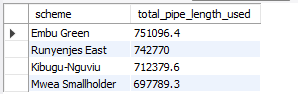 scheme total_pipe_length_used
Embu Green 751096.4
Runyenjes East 742770
Kibugu-Nguviu 712379.6
Mwea Smallholder 697789.3